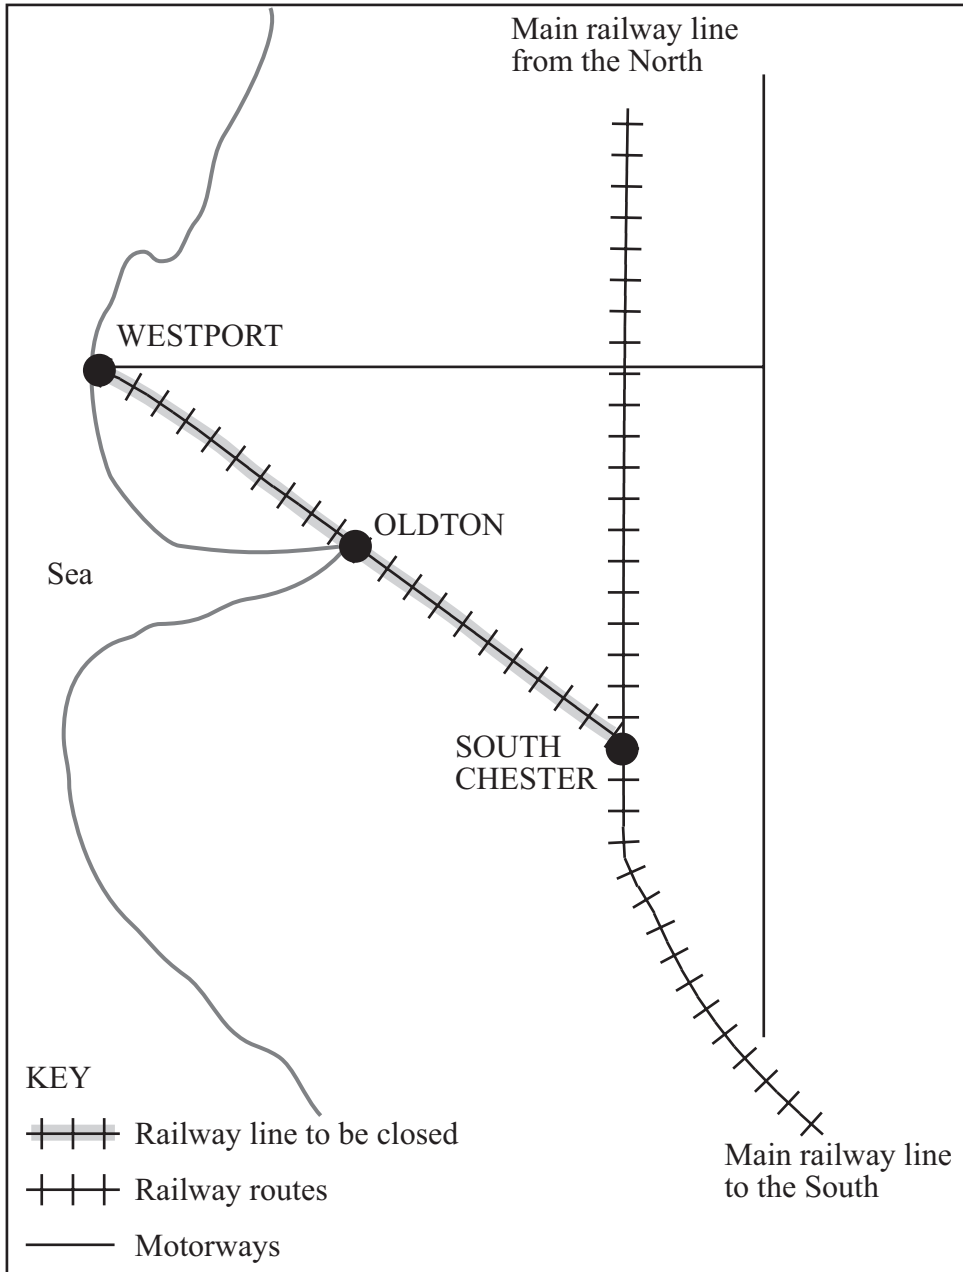 Main railway line
from the North
WESTPORT
OLDTON
Sea
SOUTH
CHESTER
KEY
Railway line to be closed
Railway routes
Motorways
Main railway line
to the South